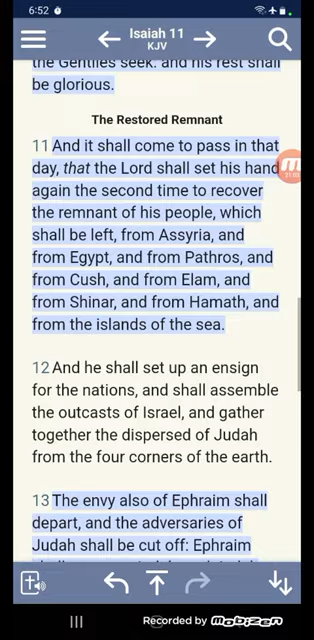 6:52
Isaiah 11
KJV
the Gentiles seek: and his rest shall
be glorious.
The Restored Remnant
11 And it shall come to pass in that
day, that the Lord shall set his hand
again the second time to recover
the remnant of his people, which
shall be left, from Assyria, and
from Egypt, and from Pathros, and
from Cush, and from Elam, and
from Shinar, and from Hamath, and
from the islands of the sea.
12 And he shall set up an ensign
for the nations, and shall assemble
the outcasts of Israel, and gather
together the dispersed of Judah
from the four corners of the earth.
13 The envy also of Ephraim shall
depart, and the adversaries of
Judah shall be cut off: Ephraim
Recorded by Mobizen